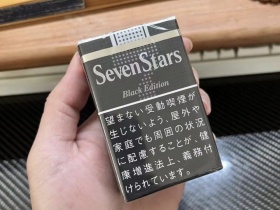 SevenStars
Black Edition
望まない受動喫煙が
生じないよう、屋外や
家庭でも周囲の状況
に配慮することが、健
康増進法上、義務付
けられています。